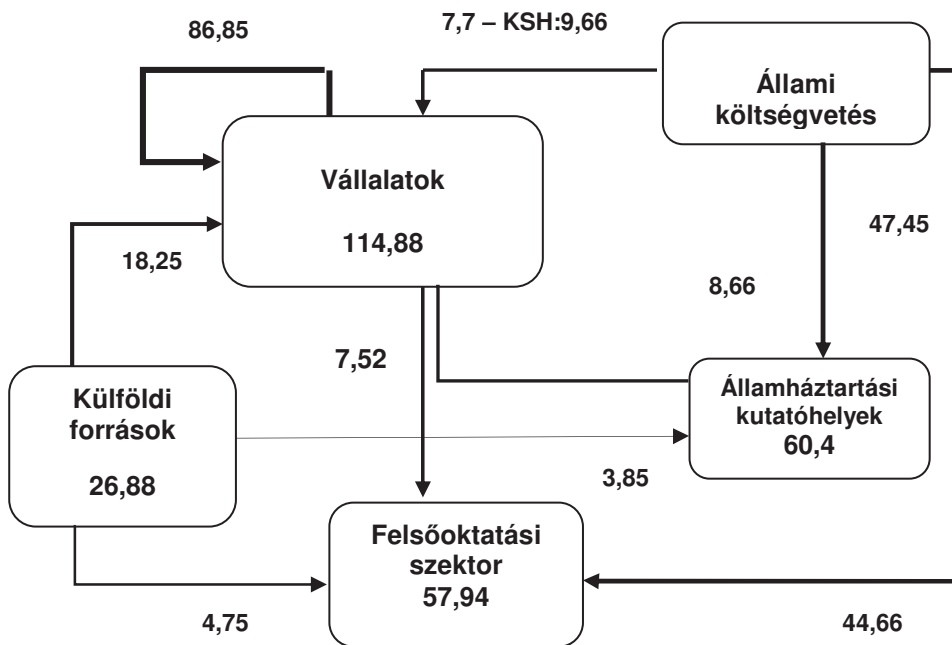 86,85
7,7 – KSH:9,66
Állami
költségvetés
Vállalatok
114,88
47,45
18,25
8,66
7,52
Külföldi
források
26,88
Államháztartási
kutatóhelyek
60,4
3,85
Felsőoktatási
szektor
57,94
4,75
44,66